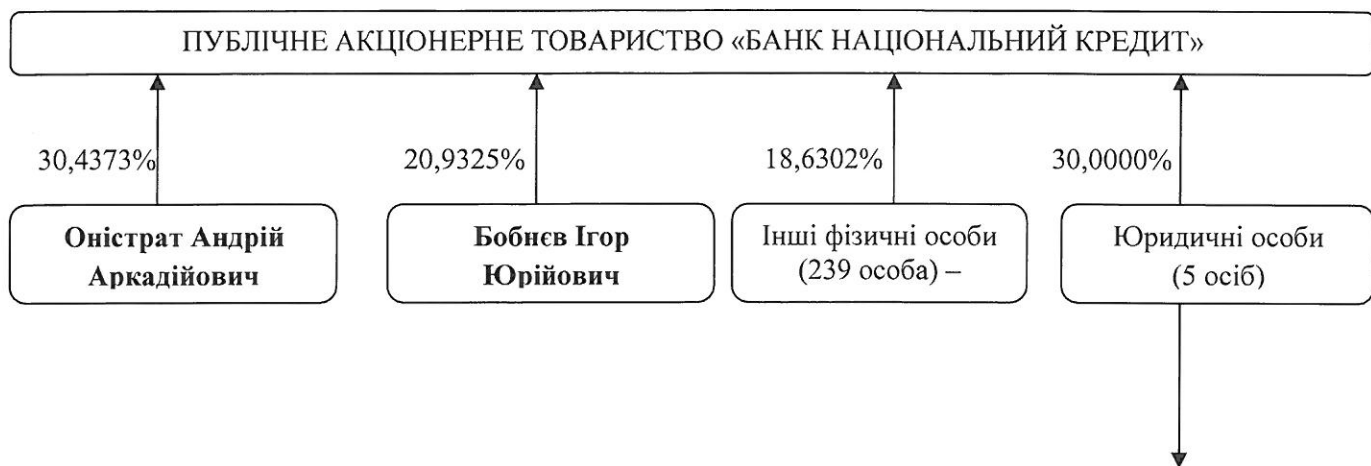 ПУБЛІЧНЕ АКЦІОНЕРНЕ ТОВАРИСТВО «БАНК НАЦІОНАЛЬНИЙ КРЕДИТ»
30,4373%
20,9325%
18,6302%
30,0000%
Оністрат Андрій
Аркадійович
Бобнєв Ігор
Юрійович
Інші фізичні особи
(239 особа) –
Юридичні особи
(5 осіб)